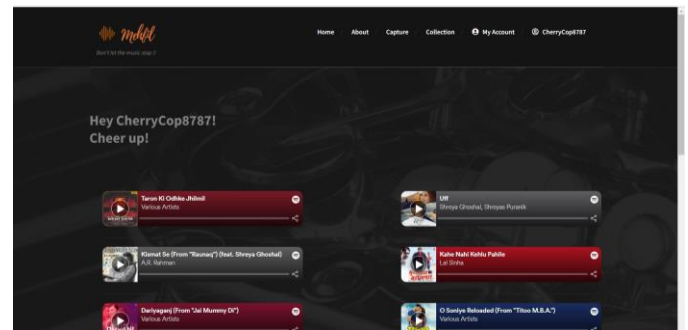 Mehfil
Don't let the music stop !!
Home
About
Capture
Collection
My Account
CherryCop8787
Hey CherryCop8787!
Cheer up!
Taron Ki Odhke Jhilmil
Various Artists
Uff
Shreya Ghoshal, Shreyas Puranik
Kismat Se (From "Raunaq") (feat. Shreya Ghoshal)
A.R. Rahman
Kahe Nahi Kehlu Pahile
Lal Sinha
Dariyaganj (From "Jai Mummy Di")
Various Artists
O Soniye Reloaded (From "Titoo M.B.A.")
Various Artists